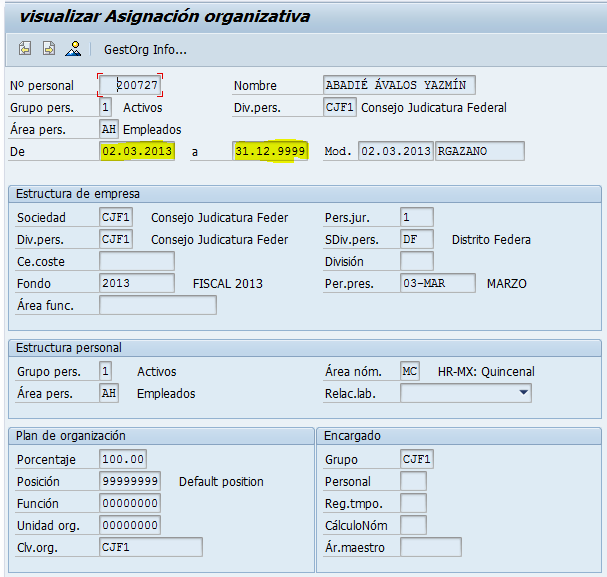 visualizar Asignación organizativa
GestOrg Info...
Nº personal 200727 Nombre ABADIÉ ÁVALOS YAZMÍN
Grupo pers. 1 Activos Div.pers. CJF1 Consejo Judicatura Federal
Área pers. AH Empleados
De 02.03.2013 a 31.12.9999 Mod. 02.03.2013 RGAZANO
Estructura de empresa
Sociedad CJF1 Consejo Judicatura Feder Pers.jur. 1
Div.pers. CJF1 Consejo Judicatura Feder SDiv.pers. DF Distrito Federa
Ce.coste División
Fondo 2013 FISCAL 2013 Per.pres. 03-MAR MARZO
Área func.
Estructura personal
Grupo pers. 1 Activos Área nóm. MC HR-MX: Quincenal
Área pers. AH Empleados Relac.lab.
Plan de organización Encargado
Porcentaje 100.00 Grupo CJF1
Posición 99999999 Default position Personal
Función 00000000 Reg.tmpo.
Unidad org. 00000000 CálculoNóm
Clv.org. CJF1 Ár.maestro